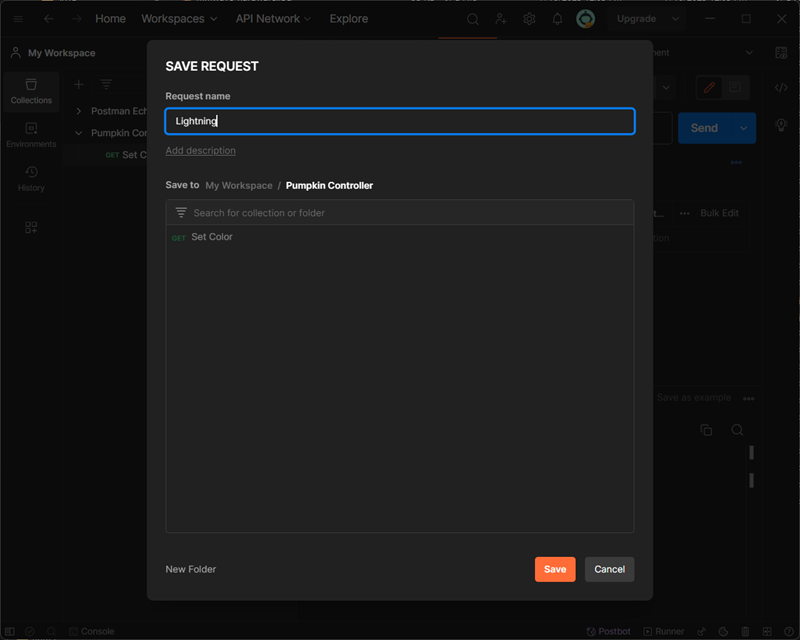 Home Workspaces API Network Explore Upgrade
My Workspace
Collections
Environments
History
Postman Ech
Pumpkin Con
GET Set C
SAVE REQUEST
Request name
Lightning
Add description
Save to My Workspace / Pumpkin Controller
Search for collection or folder
GET Set Color
New Folder
Save Cancel
Send
Bulk Edit
Save as example
Console
Postbot
Runner